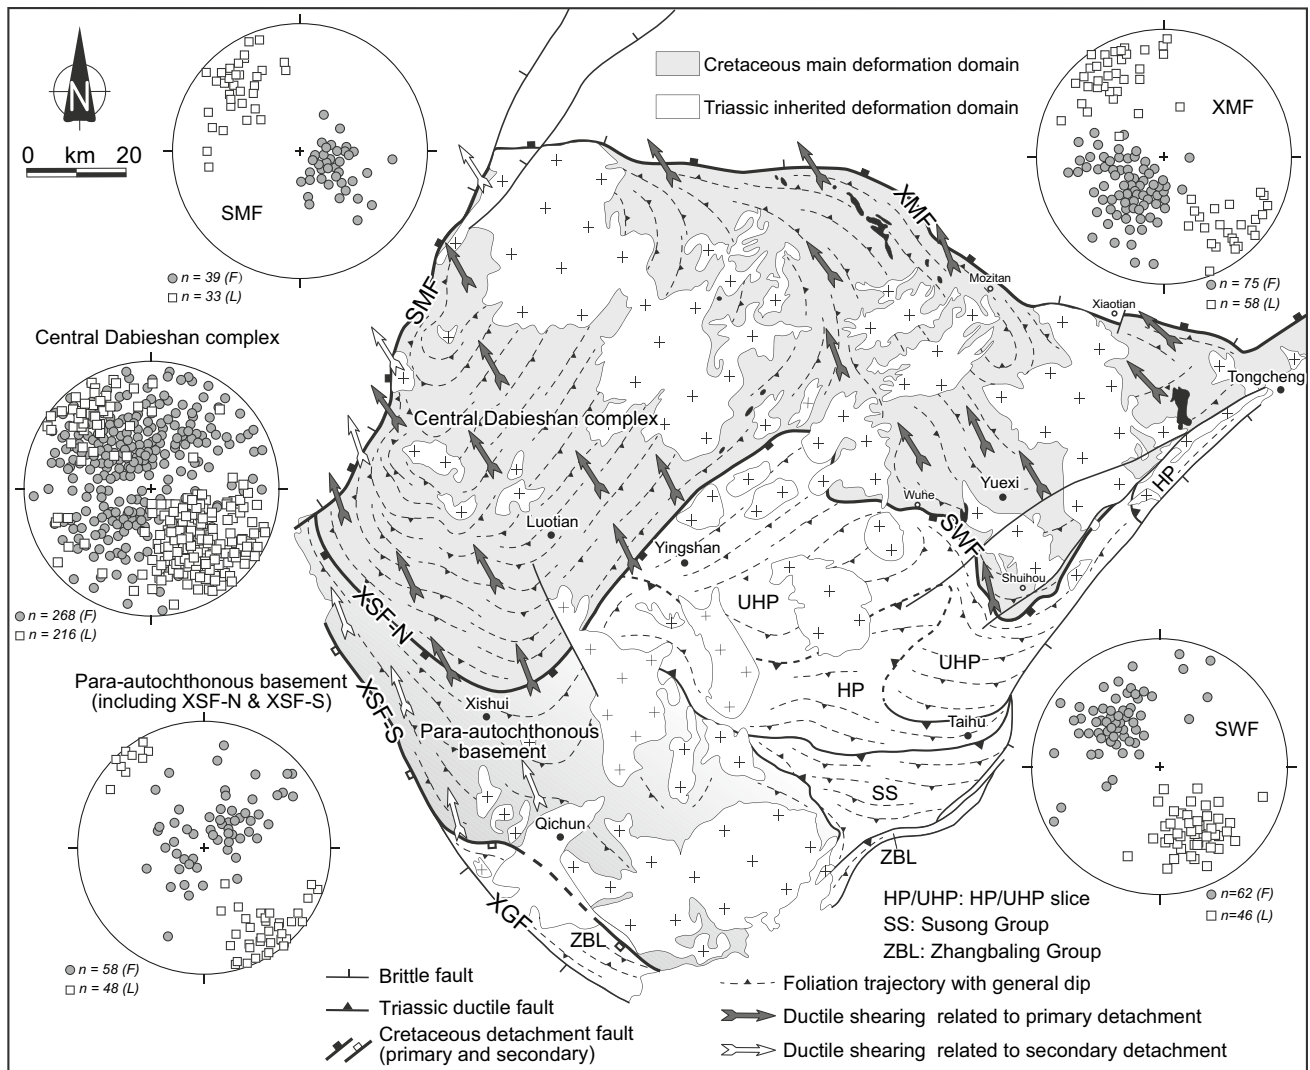 N
0 km 20
SMF
n = 39 (F)
n = 33 (L)
Cretaceous main deformation domain
Triassic inherited deformation domain
XMF
n = 75 (F)
n = 58 (L)
Central Dabieshan complex
n = 268 (F)
n = 216 (L)
Para-autochthonous basement
(including XSF-N & XSF-S)
n = 58 (F)
n = 48 (L)
SWF
n=62 (F)
n=46 (L)
XMF
Mozitan
Xiaotian
Tongcheng
SMF
Central Dabieshan complex
HP
Yuexi
Wuhe
Luotian
SWF
Yingshan
Shuihou
UHP
XSF-N
UHP
HP
XSF-S
Xishui
Taihu
Para-autochthonous
basement
SS
Qichun
ZBL
XGF
ZBL
HP/UHP: HP/UHP slice
SS: Susong Group
ZBL: Zhangbaling Group
Brittle fault
Triassic ductile fault
Cretaceous detachment fault
(primary and secondary)
Foliation trajectory with general dip
Ductile shearing related to primary detachment
Ductile shearing related to secondary detachment